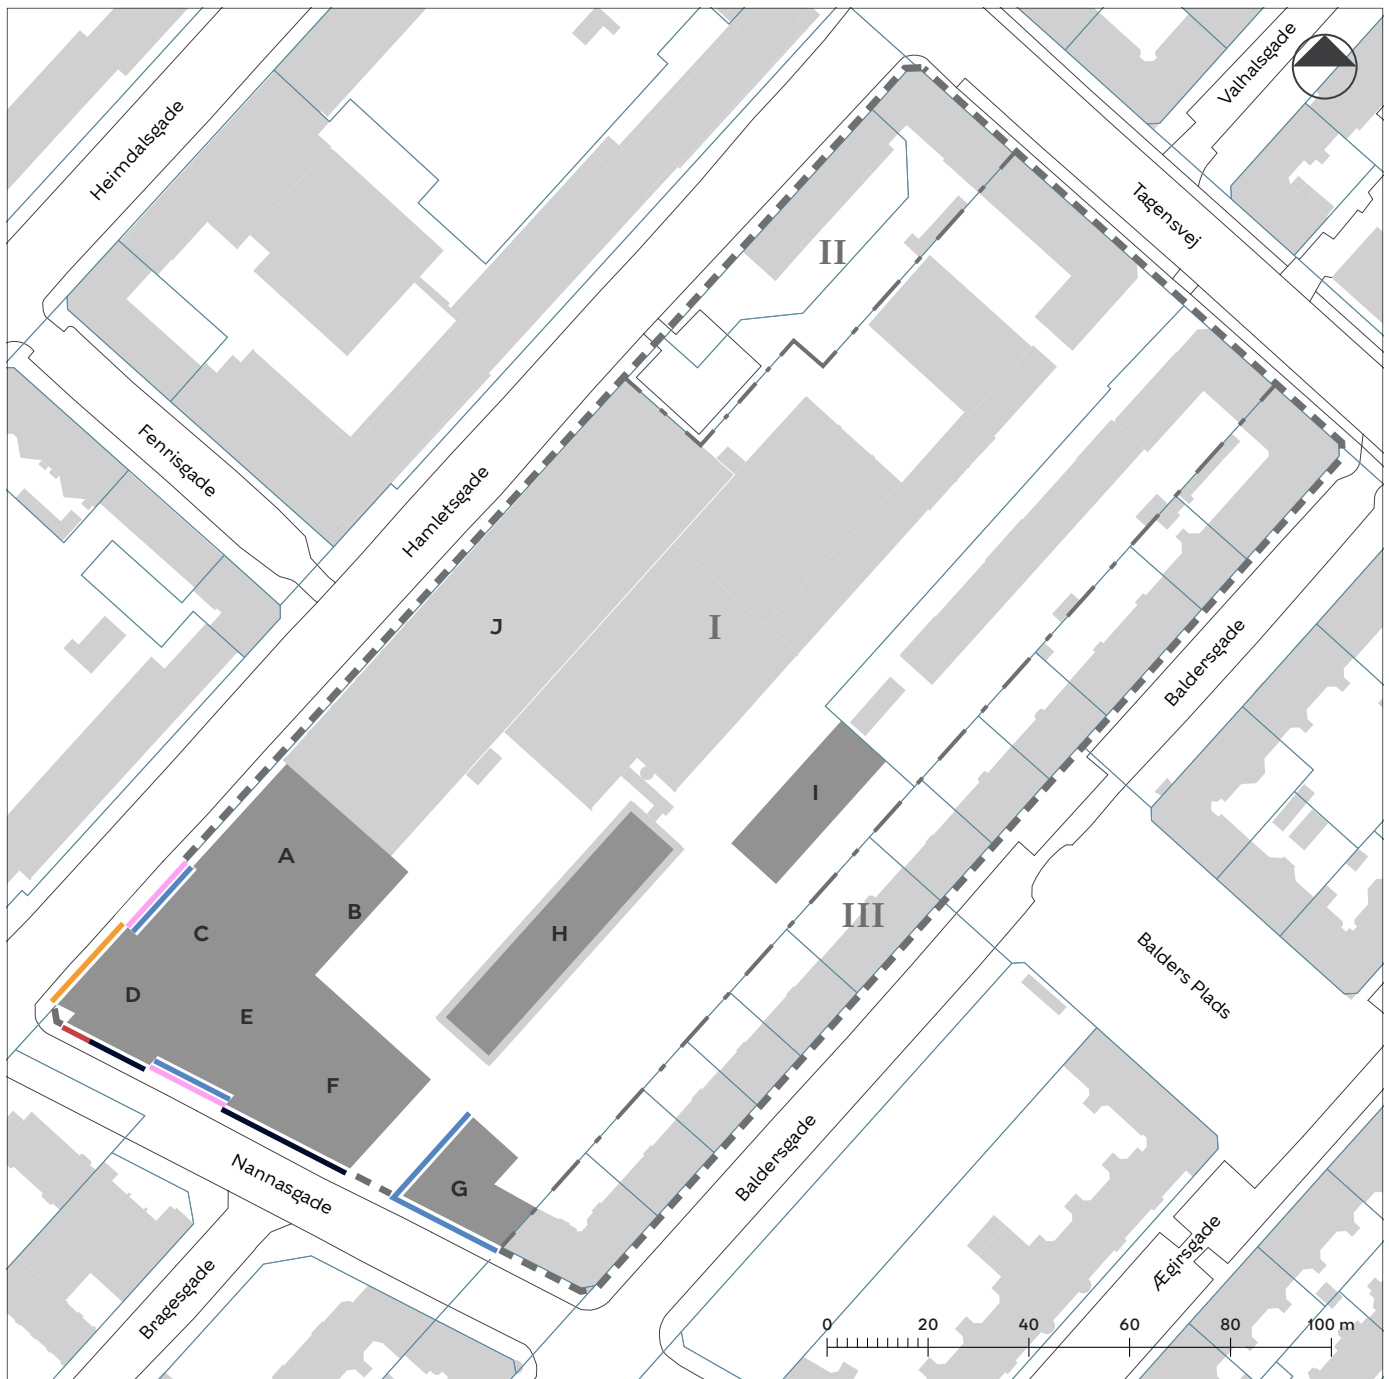 Valhalsgade
Heimdalsgade
Tagensvej
II
Fenrisgade
Hamletsgade
J
I
Baldersgade
I
A
B
III
C
H
Balders Plads
D
E
F
Nannasgade
G
Baldersgade
Ægirsgade
Bragesgade
0 20 40 60 80 100 m